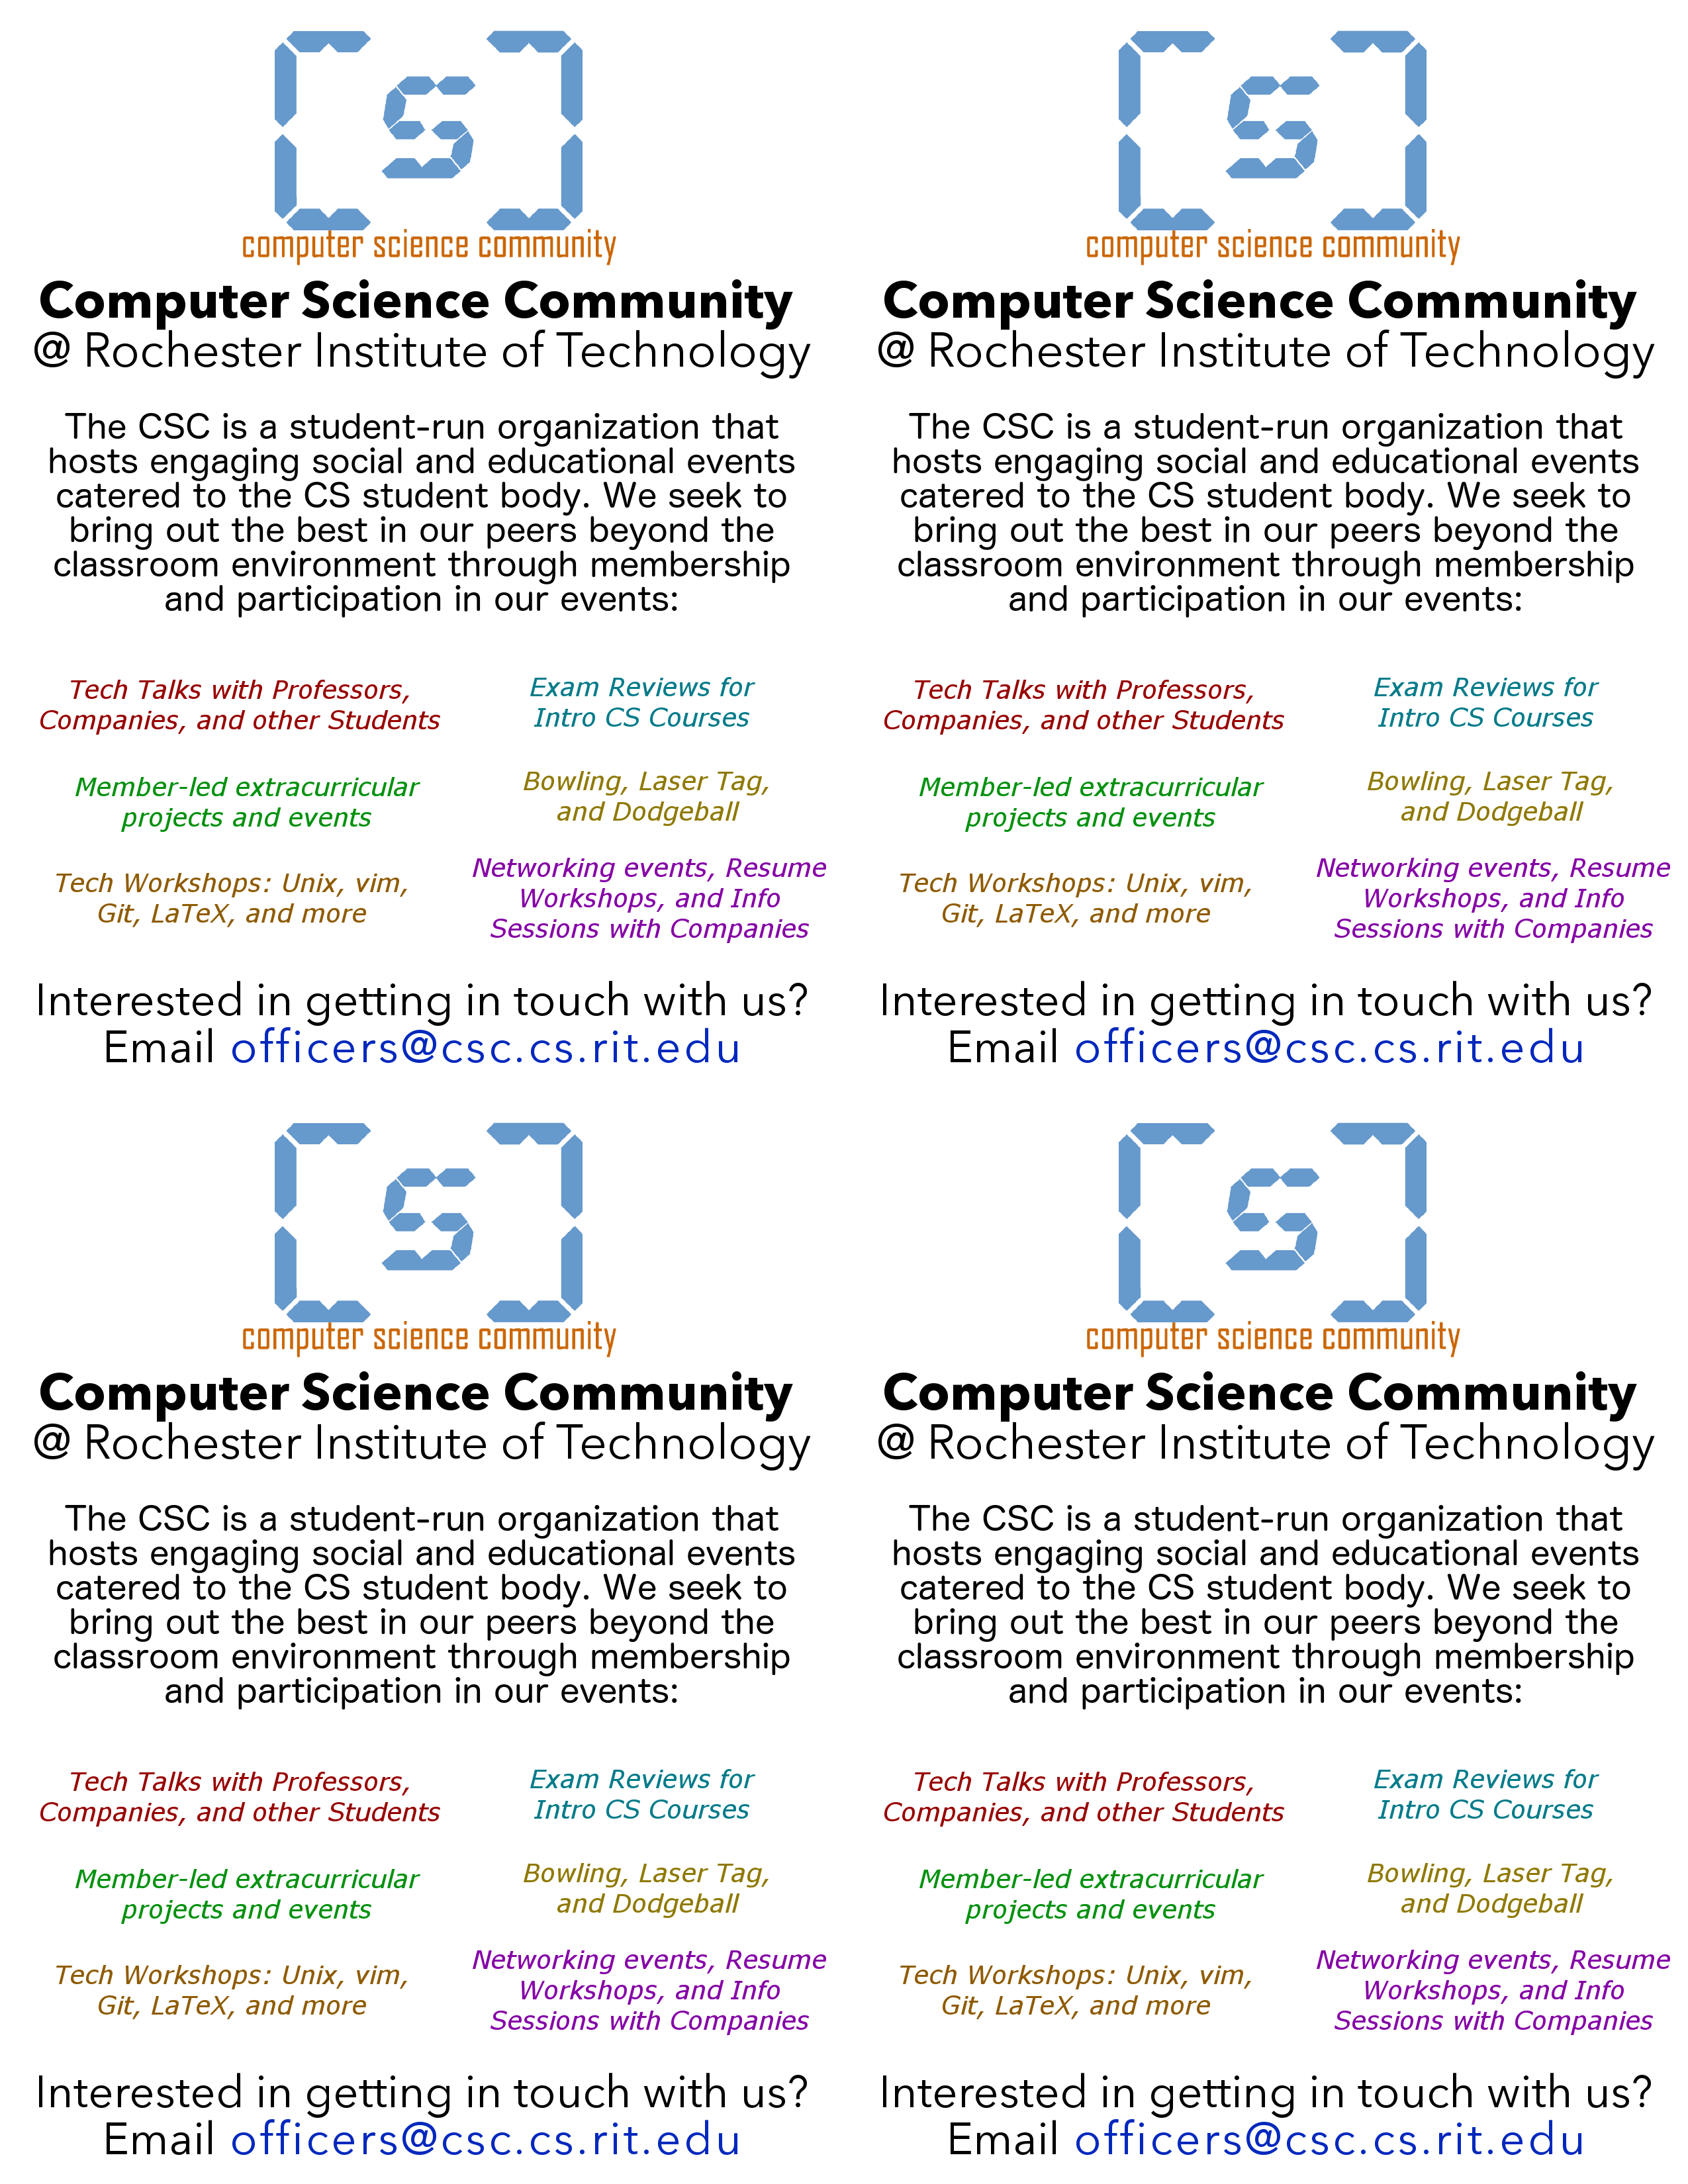 computer science community
Computer Science Community
@ Rochester Institute of Technology
The CSC is a student-run organization that
hosts engaging social and educational events
catered to the CS student body. We seek to
bring out the best in our peers beyond the
classroom environment through membership
and participation in our events:
Tech Talks with Professors,
Companies, and other Students
Exam Reviews for
Intro CS Courses
Member-led extracurricular
projects and events
Bowling, Laser Tag,
and Dodgeball
Tech Workshops: Unix, vim,
Git, LaTeX, and more
Networking events, Resume
Workshops, and Info
Sessions with Companies
Interested in getting in touch with us?
Email officers@csc.cs.rit.edu
computer science community
Computer Science Community
@ Rochester Institute of Technology
The CSC is a student-run organization that
hosts engaging social and educational events
catered to the CS student body. We seek to
bring out the best in our peers beyond the
classroom environment through membership
and participation in our events:
Tech Talks with Professors,
Companies, and other Students
Exam Reviews for
Intro CS Courses
Member-led extracurricular
projects and events
Bowling, Laser Tag,
and Dodgeball
Tech Workshops: Unix, vim,
Git, LaTeX, and more
Networking events, Resume
Workshops, and Info
Sessions with Companies
Interested in getting in touch with us?
Email officers@csc.cs.rit.edu
computer science community
Computer Science Community
@ Rochester Institute of Technology
The CSC is a student-run organization that
hosts engaging social and educational events
catered to the CS student body. We seek to
bring out the best in our peers beyond the
classroom environment through membership
and participation in our events:
Tech Talks with Professors,
Companies, and other Students
Exam Reviews for
Intro CS Courses
Member-led extracurricular
projects and events
Bowling, Laser Tag,
and Dodgeball
Tech Workshops: Unix, vim,
Git, LaTeX, and more
Networking events, Resume
Workshops, and Info
Sessions with Companies
Interested in getting in touch with us?
Email officers@csc.cs.rit.edu
computer science community
Computer Science Community
@ Rochester Institute of Technology
The CSC is a student-run organization that
hosts engaging social and educational events
catered to the CS student body. We seek to
bring out the best in our peers beyond the
classroom environment through membership
and participation in our events:
Tech Talks with Professors,
Companies, and other Students
Exam Reviews for
Intro CS Courses
Member-led extracurricular
projects and events
Bowling, Laser Tag,
and Dodgeball
Tech Workshops: Unix, vim,
Git, LaTeX, and more
Networking events, Resume
Workshops, and Info
Sessions with Companies
Interested in getting in touch with us?
Email officers@csc.cs.rit.edu